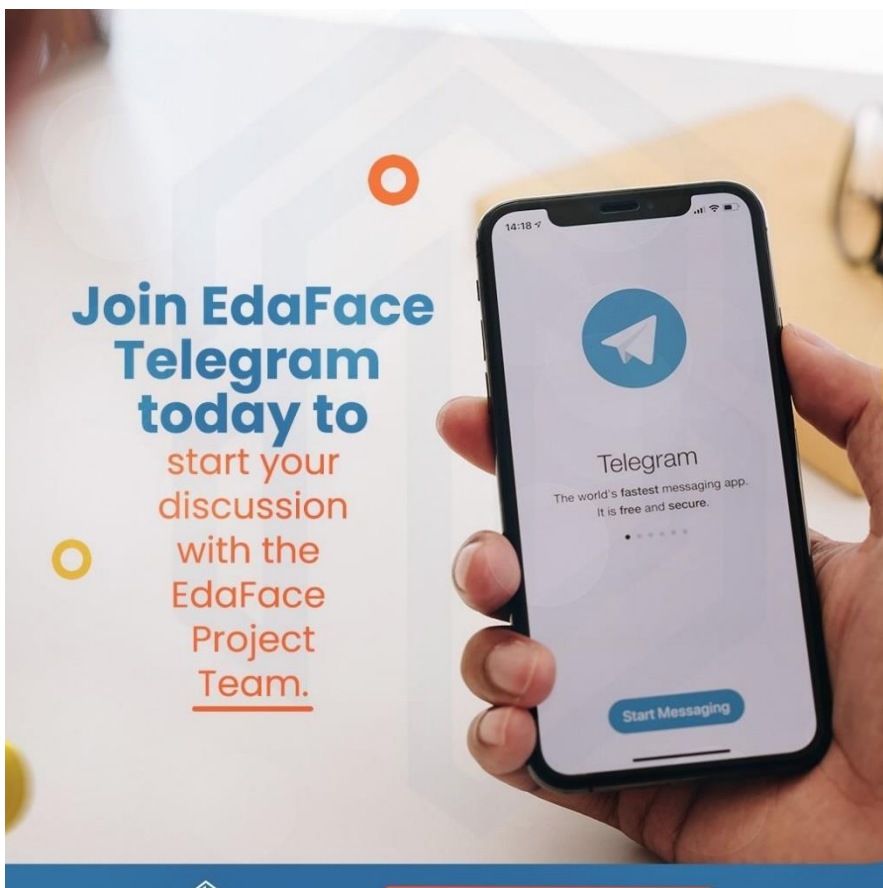 Join EdaFace
Telegram
today to
start your
discussion
with the
EdaFace
Project
Team.
14:18
Telegram
The world's fastest messaging app.
It is free and secure.
Start Messaging